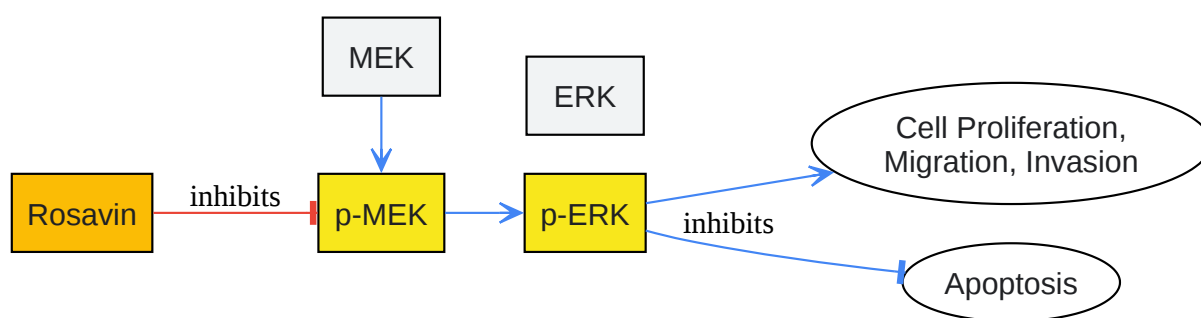 MEK
ERK
Cell Proliferation,
Migration, Invasion
Rosavin
inhibits
p-MEK
p-ERK
inhibits
Apoptosis